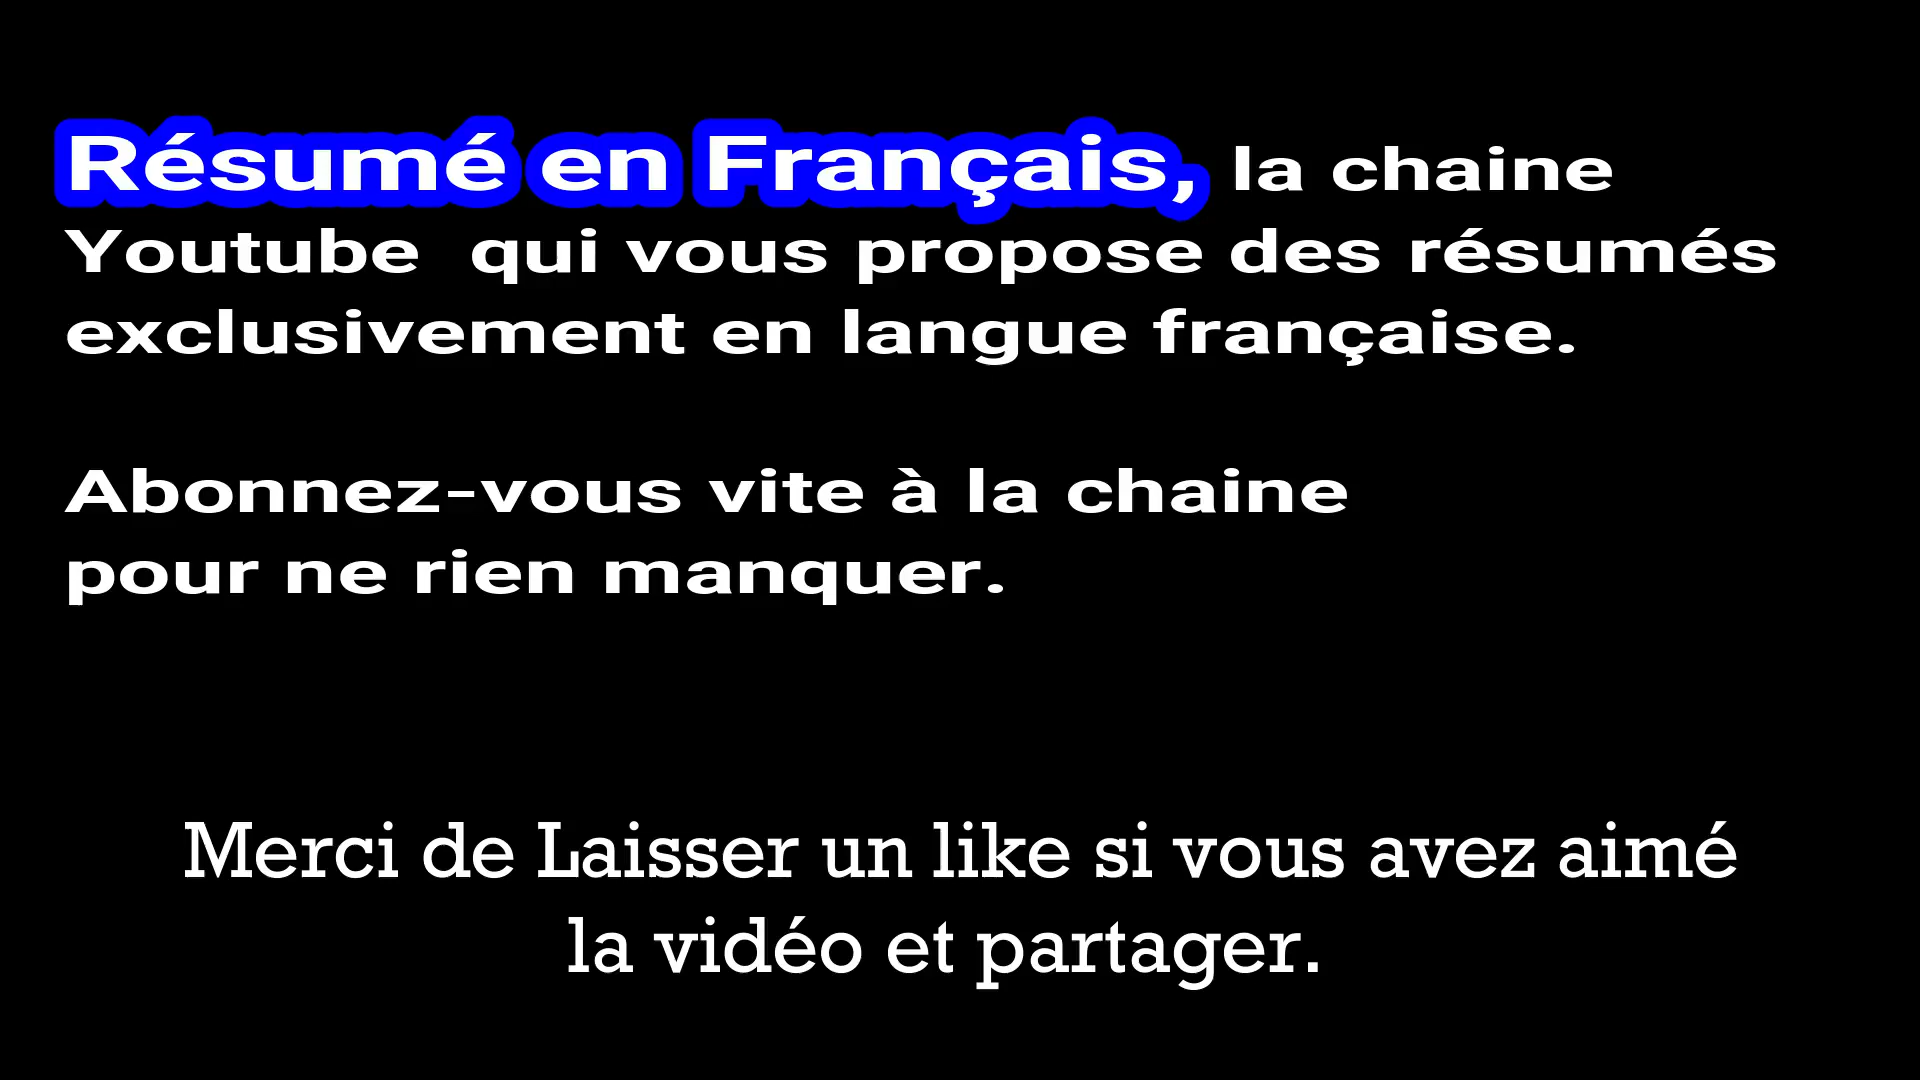 Résumé en Français, la chaine
Youtube  qui vous propose des résumés
exclusivement en langue française.
Abonnez-vous vite à la chaine
pour ne rien manquer.
Merci de Laisser un like si vous avez aimé
la vidéo et partager.